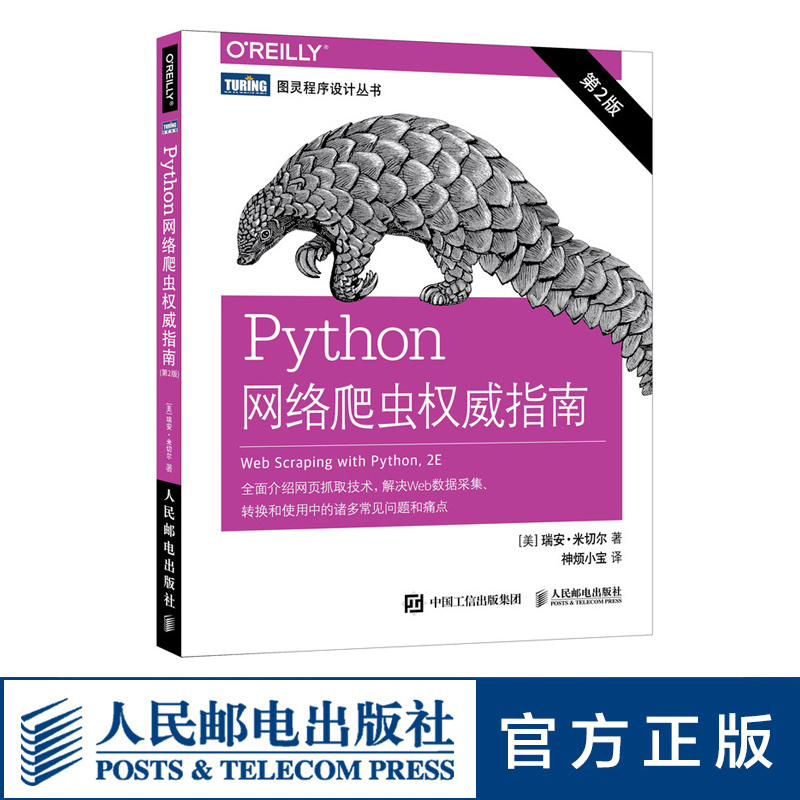 O'REILLY®
TURING 图灵程序设计丛书
第2版
Python
网络爬虫权威指南
Web Scraping with Python, 2E
全面介绍网页抓取技术，解决Web数据采集、
转换和使用中的诸多常见问题和痛点
[美] 瑞安·米切尔 著
神烦小宝 译
中国工信出版集团
人民邮电出版社
POSTS & TELECOM PRESS
O'REILLY®
TURING
Python网络爬虫权威指南
(第2版)
[美] 瑞安·米切尔 著
人民邮电出版社
人民邮电出版社
POSTS & TELECOM PRESS
官方正版